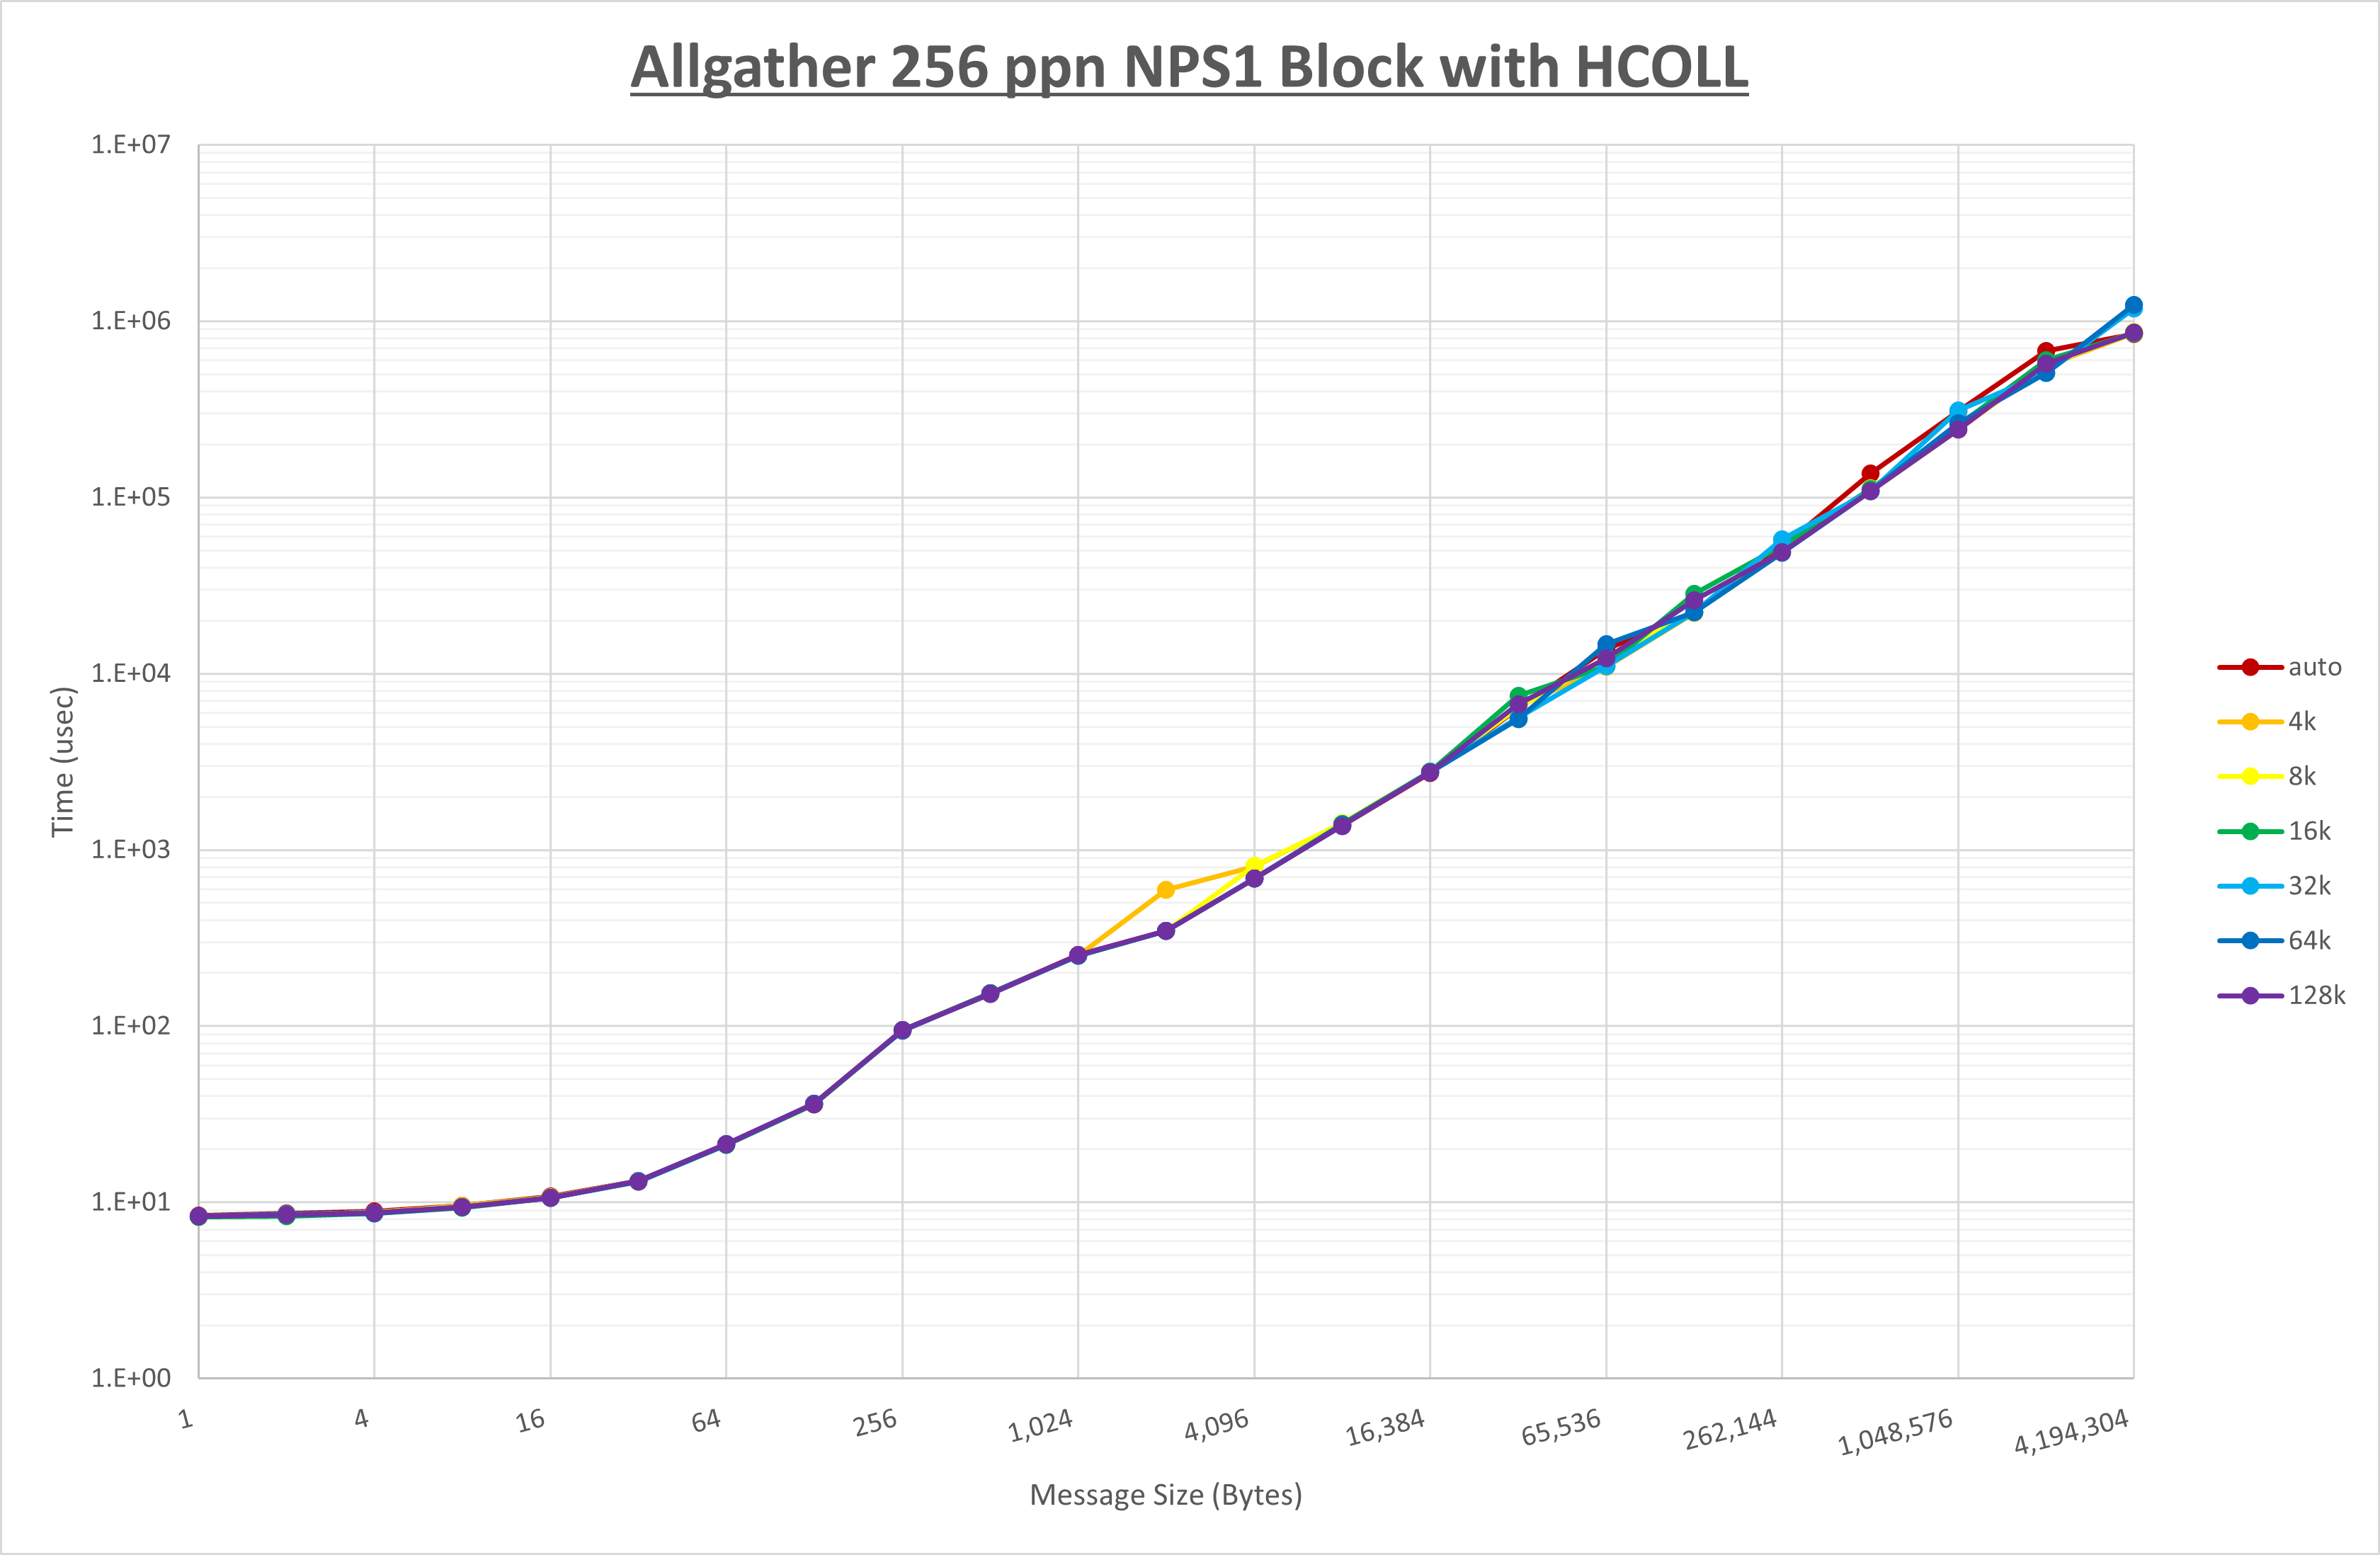 Allgather 256 ppn NPS1 Block with HCOLL
1.E+07
1.E+06
1.E+05
1.E+04
1.E+03
1.E+02
1.E+01
1.E+00
Time (usec)
1 4 16 64 256 1,024 4,096 16,384 65,536 262,144 1,048,576 4,194,304
Message Size (Bytes)
auto
4k
8k
16k
32k
64k
128k